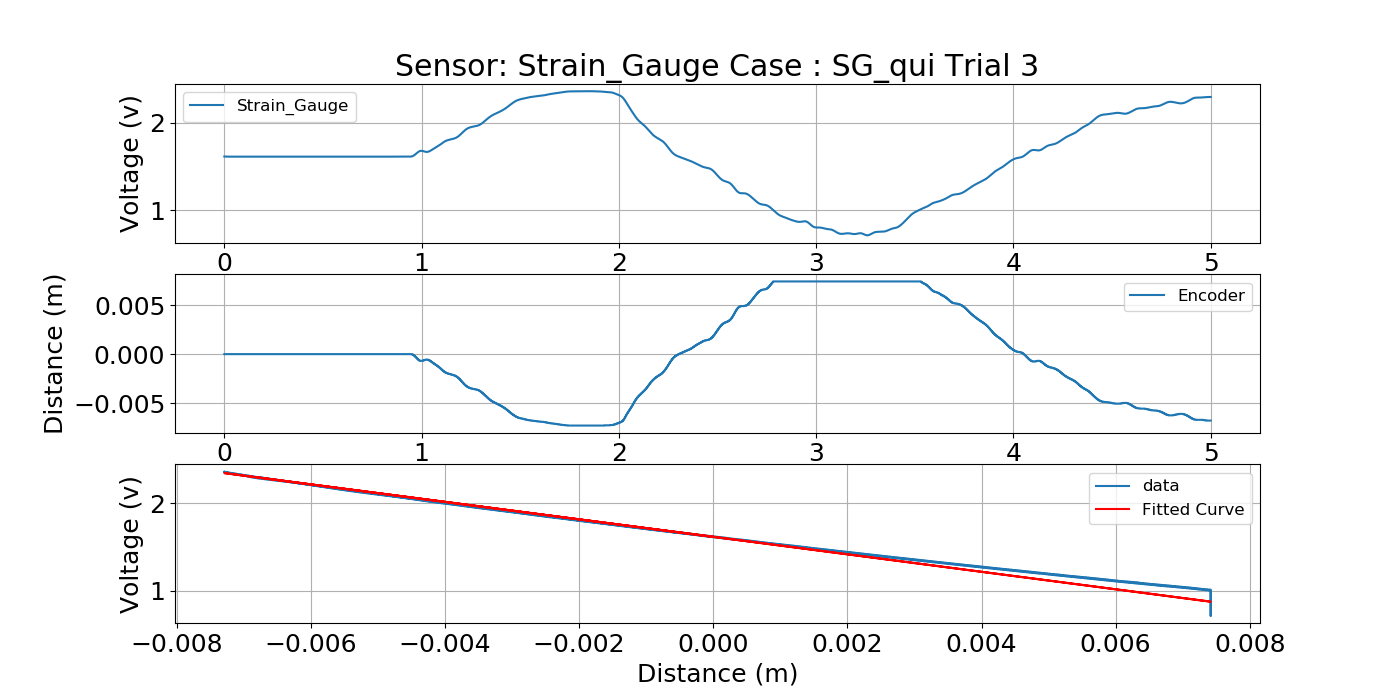 Sensor: Strain_Gauge Case : SG_qui Trial 3
Voltage (v)
2
1
Strain_Gauge
0 1 2 3 4 5
Distance (m)
0.005
0.000
−0.005
Encoder
0 1 2 3 4 5
Voltage (v)
2
1
data
Fitted Curve
−0.008 −0.006 −0.004 −0.002 0.000 0.002 0.004 0.006 0.008
Distance (m)